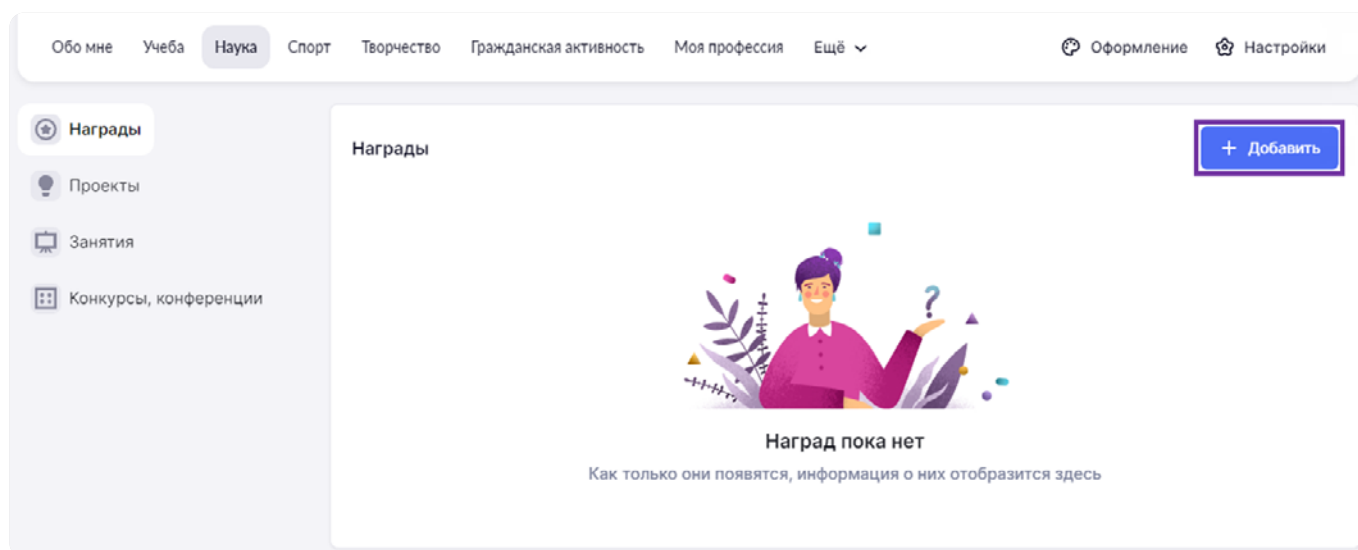 Обо мне Учеба Наука Спорт Творчество Гражданская активность Моя профессия Ещё Оформление Настройки
Награды
Проекты
Занятия
Конкурсы, конференции
Награды + Добавить
Наград пока нет
Как только они появятся, информация о них отобразится здесь